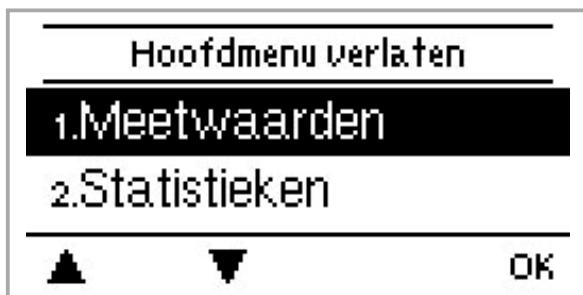 Hoofdmenu verlaten
1.Meetwaarden
2.Statistieken
▲ ▼ OK